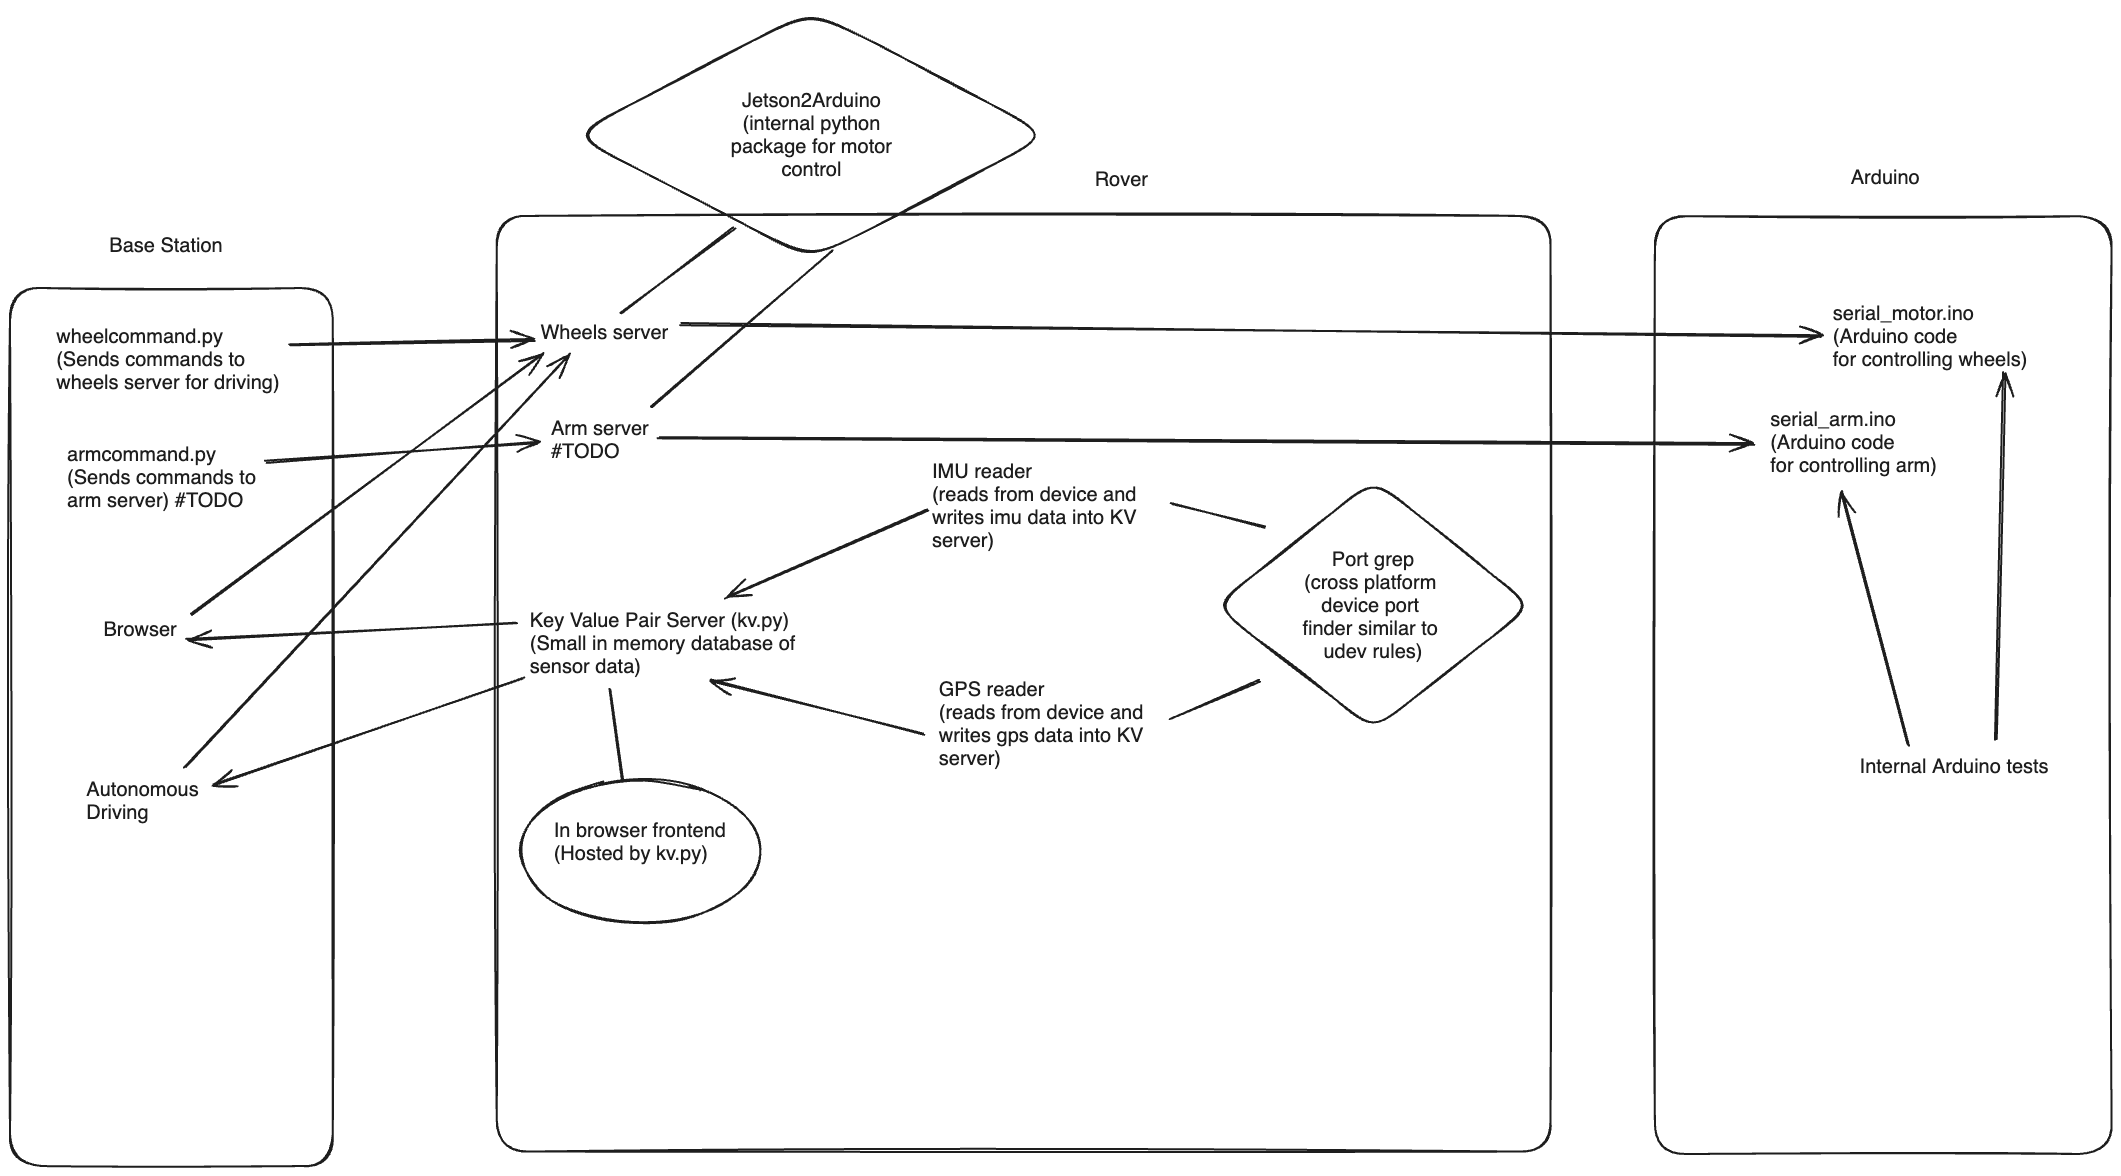 Jetson2Arduino
(internal python
package for motor
control
Rover
Arduino
Base Station
wheelcommand.py
(Sends commands to
wheels server for driving)
armcommand.py
(Sends commands to
arm server) #TODO
Browser
Autonomous
Driving
Wheels server
Arm server
#TODO
IMU reader
(reads from device and
writes imu data into KV
server)
Key Value Pair Server (kv.py)
(Small in memory database of
sensor data)
GPS reader
(reads from device and
writes gps data into KV
server)
In browser frontend
(Hosted by kv.py)
Port grep
(cross platform
device port
finder similar to
udev rules)
serial_motor.ino
(Arduino code
for controlling wheels)
serial_arm.ino
(Arduino code
for controlling arm)
Internal Arduino tests